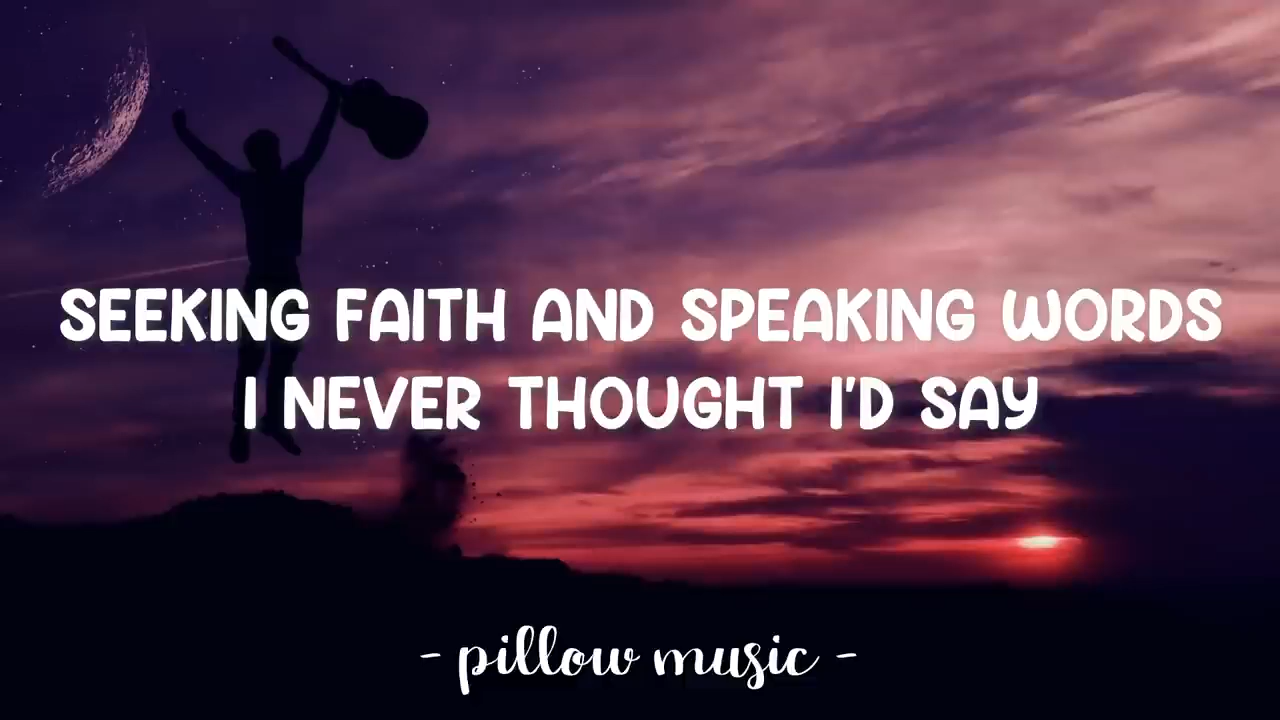 SEEKING FAITH AND SPEAKING WORDS
I NEVER THOUGHT I'D SAY
- pillow music -